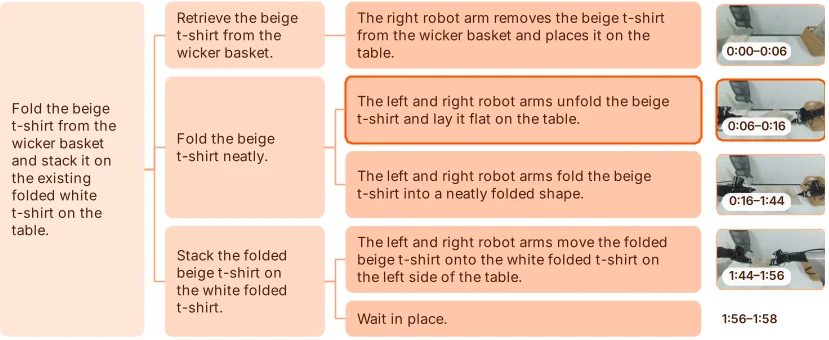 Fold the beige
t-shirt from the
wicker basket
and stack it on
the existing
folded white
t-shirt on the
table.
Retrieve the beige
t-shirt from the
wicker basket.
The right robot arm removes the beige t-shirt
from the wicker basket and places it on the
table.
0:00–0:06
Fold the beige
t-shirt neatly.
The left and right robot arms unfold the beige
t-shirt and lay it flat on the table.
0:06–0:16
The left and right robot arms fold the beige
t-shirt into a neatly folded shape.
0:16–1:44
Stack the folded
beige t-shirt on
the white folded
t-shirt.
The left and right robot arms move the folded
beige t-shirt onto the white folded t-shirt on
the left side of the table.
1:44–1:56
Wait in place.
1:56–1:58